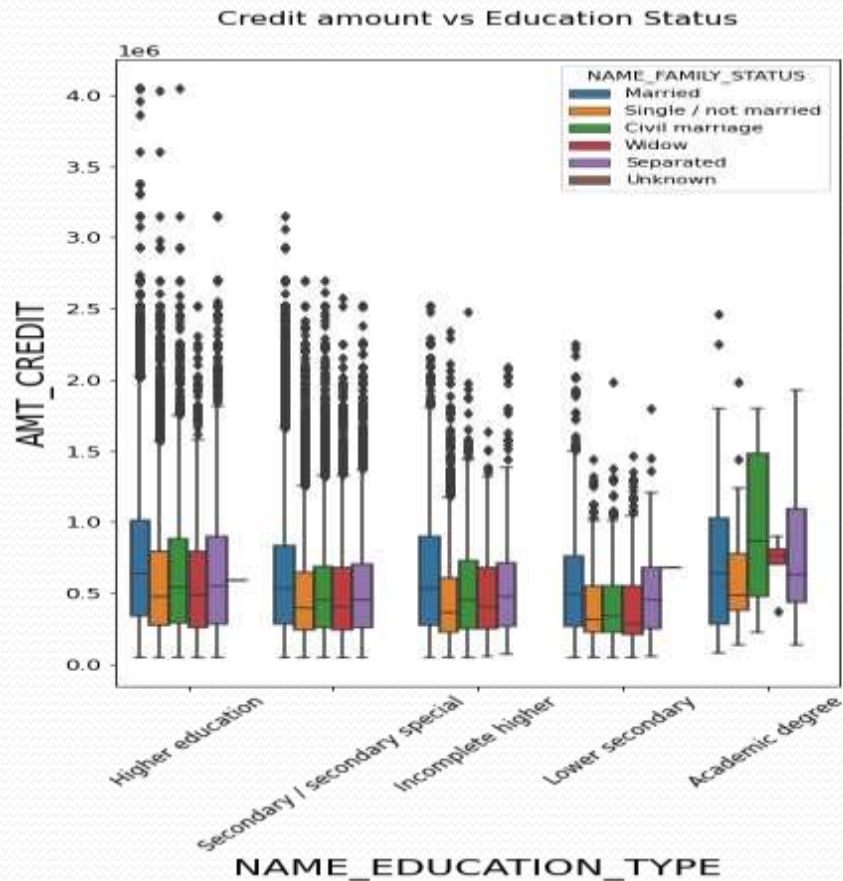 Credit amount vs Education Status
1e6
NAME_FAMILY_STATUS
Married
Single / not married
Civil marriage
Widow
Separated
Unknown
4.0
3.5
3.0
2.5
2.0
1.5
1.0
0.5
0.0
AMT_CREDIT
Higher education
Secondary / secondary special
Incomplete higher
Lower secondary
Academic degree
NAME_EDUCATION_TYPE